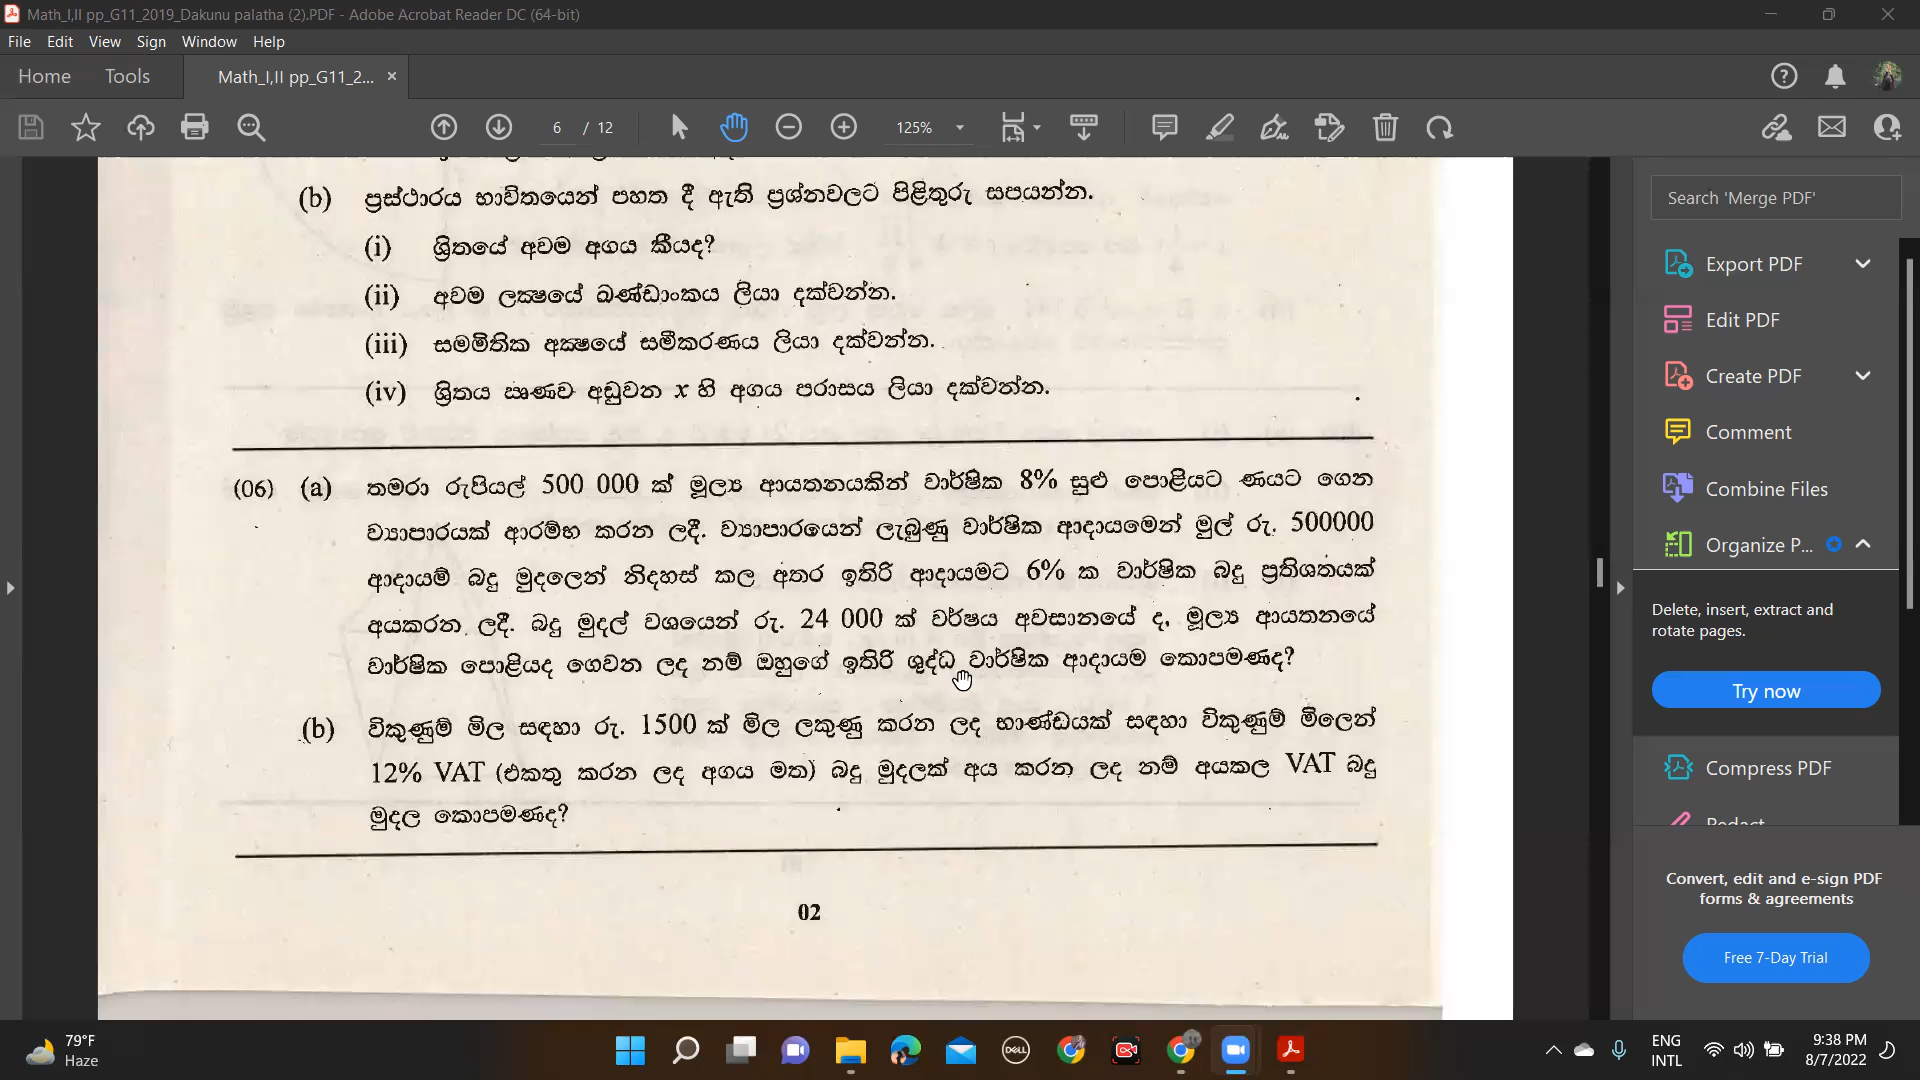 Math_I,II pp_G11_2019_Dakunu palatha (2).PDF - Adobe Acrobat Reader DC (64-bit)
File Edit View Sign Window Help
Home Tools Math_I,II pp_G11_2... ×
6 / 12 125%
(b) ප්‍රස්ථාරය භාවිතයෙන් පහත දී ඇති ප්‍රශ්නවලට පිළිතුරු සපයන්න.
(i) ශ්‍රිතයේ අවම අගය කීයද?
(ii) අවම ලක්ෂයේ ඛණ්ඩාංකය ලියා දක්වන්න.
(iii) සමමිතික අක්ෂයේ සමීකරණය ලියා දක්වන්න.
(iv) ශ්‍රිතය ඍණව අඩුවන x හි අගය පරාසය ලියා දක්වන්න.
(06) (a) තමරා රුපියල් 500 000 ක් මූල්‍ය ආයතනයකින් වාර්ෂික 8% සුළු පොළියට ණයට ගෙන
ව්‍යාපාරයක් ආරම්භ කරන ලදී. ව්‍යාපාරයෙන් ලැබුණු වාර්ෂික ආදායමෙන් මුල් රු. 500000
ආදායම් බදු මුදලෙන් නිදහස් කල අතර ඉතිරි ආදායමට 6% ක වාර්ෂික බදු ප්‍රතිශතයක්
අයකරන ලදී. බදු මුදල් වශයෙන් රු. 24 000 ක් වර්ෂය අවසානයේ ද, මූල්‍ය ආයතනයේ
වාර්ෂික පොළියද ගෙවන ලද නම් ඔහුගේ ඉතිරි ශුද්ධ වාර්ෂික ආදායම කොපමණද?
(b) විකුණුම් මිල සඳහා රු. 1500 ක් මිල ලකුණු කරන ලද භාණ්ඩයක් සඳහා විකුණුම් මිලෙන්
12% VAT (එකතු කරන ලද අගය මත) බදු මුදලක් අය කරන ලද නම් අයකල VAT බදු
මුදල කොපමණද?
02
Search 'Merge PDF'
Export PDF
Edit PDF
Create PDF
Comment
Combine Files
Organize P...
Delete, insert, extract and
rotate pages.
Try now
Compress PDF
Redact
Convert, edit and e-sign PDF
forms & agreements
Free 7-Day Trial
79°F
Haze
DELL
ENG
INTL
9:38 PM
8/7/2022